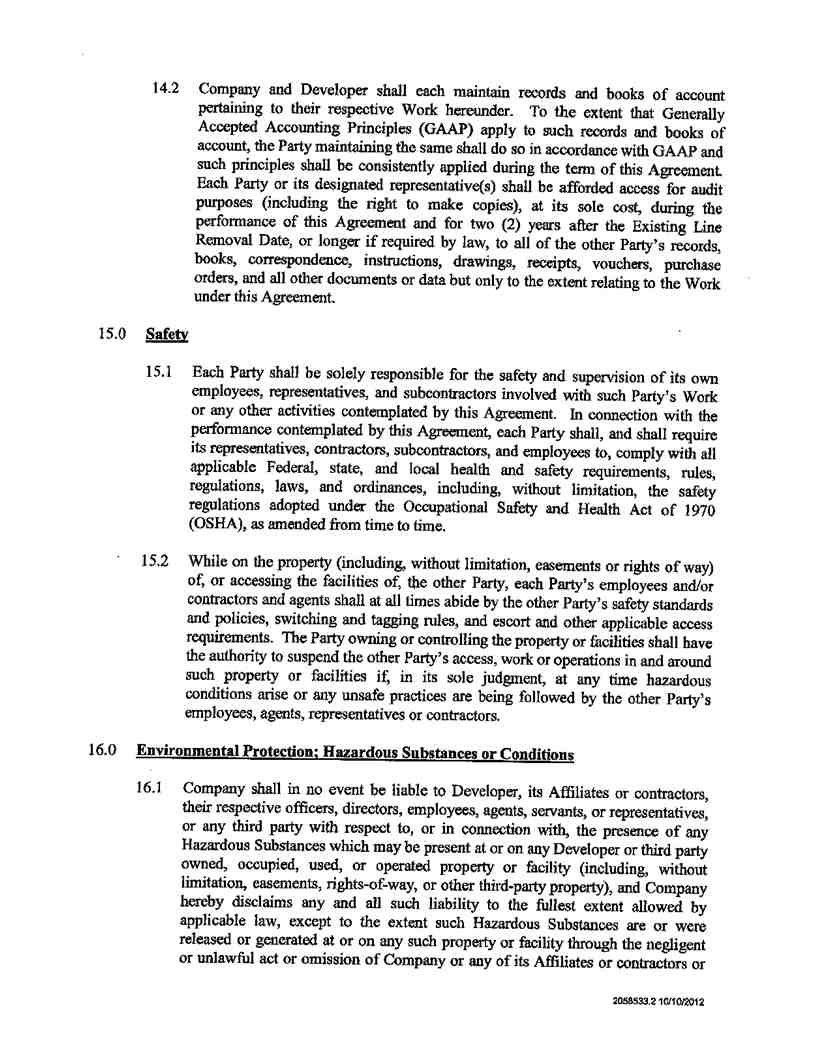 14.2 Company and Developer shall each maintain records and books of account
pertaining to their respective Work hereunder. To the extent that Generally
Accepted Accounting Principles (GAAP) apply to such records and books of
account, the Party maintaining the same shall do so in accordance with GAAP and
such principles shall be consistently applied during the term of this Agreement.
Each Party or its designated representative(s) shall be afforded access for audit
purposes (including the right to make copies), at its sole cost, during the
performance of this Agreement and for two (2) years after the Existing Line
Removal Date, or longer if required by law, to all of the other Party's records,
books, correspondence, instructions, drawings, receipts, vouchers, purchase
orders, and all other documents or data but only to the extent relating to the Work
under this Agreement.
15.0 Safety
15.1 Each Party shall be solely responsible for the safety and supervision of its own
employees, representatives, and subcontractors involved with such Party's Work
or any other activities contemplated by this Agreement. In connection with the
performance contemplated by this Agreement, each Party shall, and shall require
its representatives, contractors, subcontractors, and employees to, comply with all
applicable Federal, state, and local health and safety requirements, rules,
regulations, laws, and ordinances, including, without limitation, the safety
regulations adopted under the Occupational Safety and Health Act of 1970
(OSHA), as amended from time to time.
15.2 While on the property (including, without limitation, easements or rights of way)
of, or accessing the facilities of, the other Party, each Party's employees and/or
contractors and agents shall at all times abide by the other Party's safety standards
and policies, switching and tagging rules, and escort and other applicable access
requirements. The Party owning or controlling the property or facilities shall have
the authority to suspend the other Party's access, work or operations in and around
such property or facilities if, in its sole judgment, at any time hazardous
conditions arise or any unsafe practices are being followed by the other Party's
employees, agents, representatives or contractors.
16.0 Environmental Protection; Hazardous Substances or Conditions
16.1 Company shall in no event be liable to Developer, its Affiliates or contractors,
their respective officers, directors, employees, agents, servants, or representatives,
or any third party with respect to, or in connection with, the presence of any
Hazardous Substances which may be present at or on any Developer or third party
owned, occupied, used, or operated property or facility (including, without
limitation, easements, rights-of-way, or other third-party property), and Company
hereby disclaims any and all such liability to the fullest extent allowed by
applicable law, except to the extent such Hazardous Substances are or were
released or generated at or on any such property or facility through the negligent
or unlawful act or omission of Company or any of its Affiliates or contractors or
2058533.2 10/10/2012